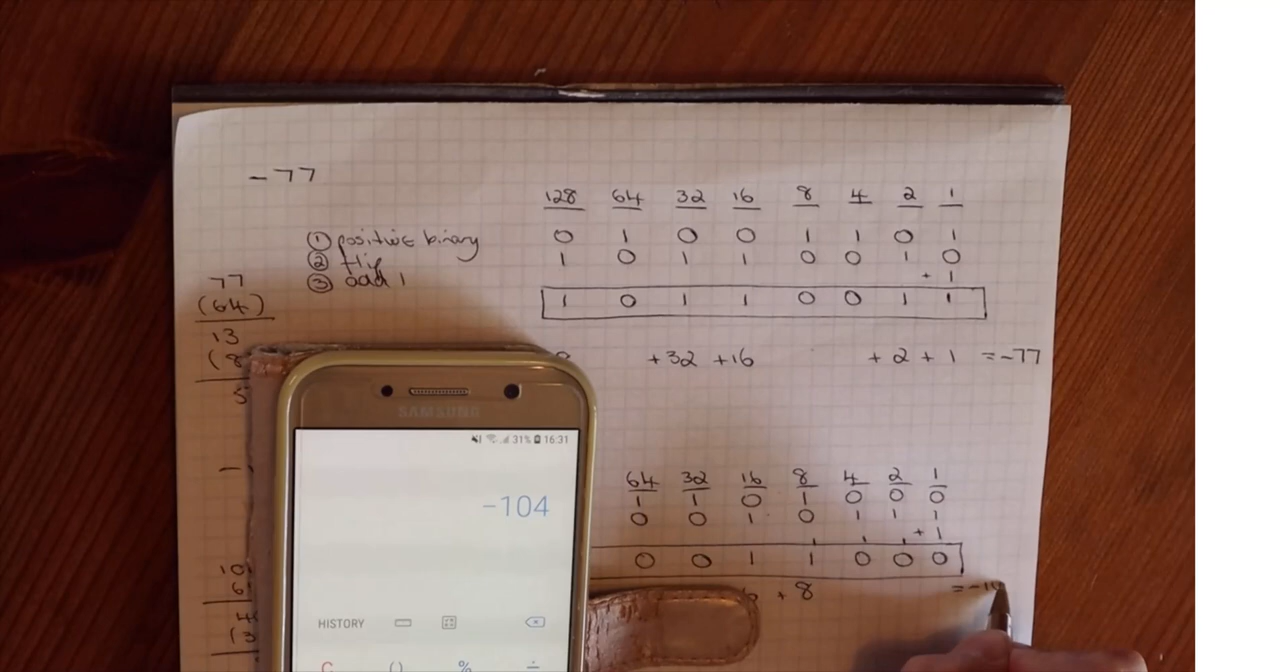 -77
128 64 32 16 8 4 2 1
① positive binary 0 1 0 0 1 1 0 1
② flip 1 0 1 1 0 0 1 0
③ add 1 + 1
1 0 1 1 0 0 1 1
77
(64)
13
(8
5
+32 +16 + 2 + 1 = -77
SAMSUNG
31% 16:31
-104
HISTORY
C () % ÷
64 32 16 8 4 2 1
1 1 0 1 0 0 0
0 0 1 0 1 1 1
+ 1
0 0 1 1 0 0 0
+ 8 = -10